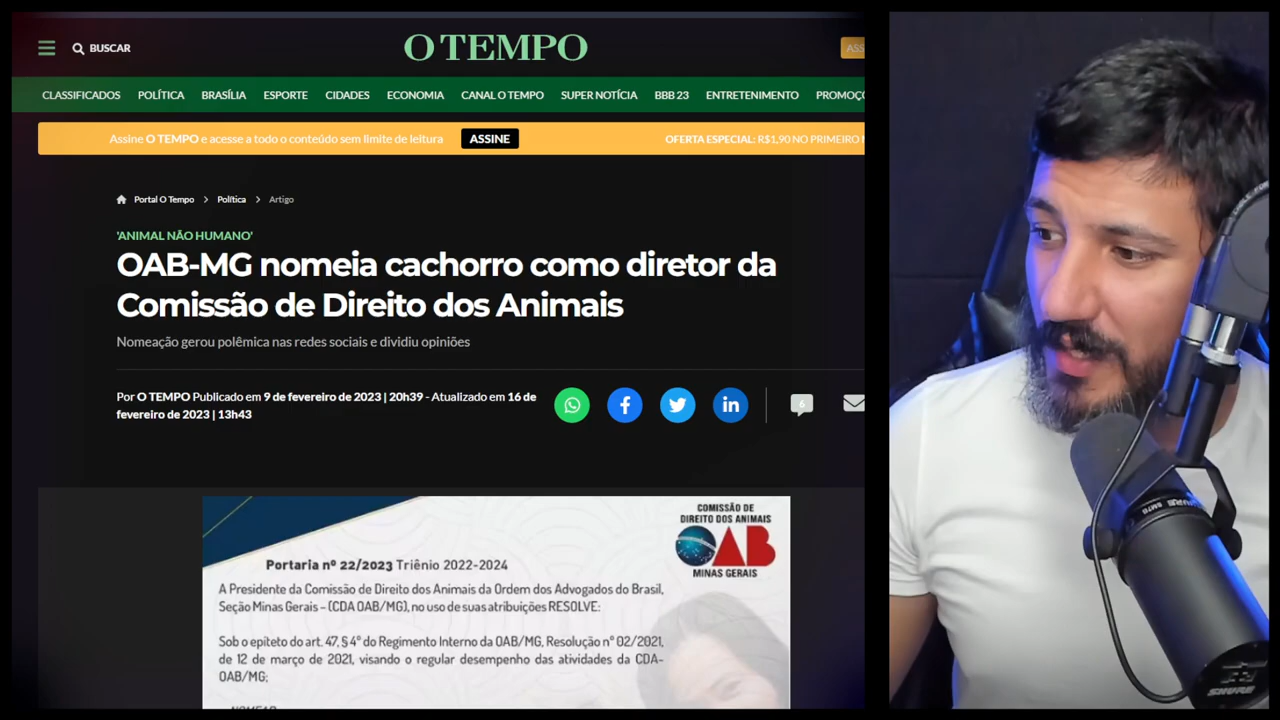 BUSCAR
O TEMPO
ASS
CLASSIFICADOS POLÍTICA BRASÍLIA ESPORTE CIDADES ECONOMIA CANAL O TEMPO SUPER NOTÍCIA BBB 23 ENTRETENIMENTO PROMOÇ
Assine O TEMPO e acesse a todo o conteúdo sem limite de leitura ASSINE OFERTA ESPECIAL: R$1,90 NO PRIMEIRO
Portal O Tempo > Política > Artigo
'ANIMAL NÃO HUMANO'
OAB-MG nomeia cachorro como diretor da
Comissão de Direito dos Animais
Nomeação gerou polêmica nas redes sociais e dividiu opiniões
Por O TEMPO Publicado em 9 de fevereiro de 2023 | 20h39 - Atualizado em 16 de
fevereiro de 2023 | 13h43
6
COMISSÃO DE
DIREITO DOS ANIMAIS
OAB
MINAS GERAIS
Portaria nº 22/2023 Triênio 2022-2024
A Presidente da Comissão de Direito dos Animais da Ordem dos Advogados do Brasil,
Seção Minas Gerais – (CDA OAB/MG), no uso de suas atribuições RESOLVE:
Sob o epíteto do art. 47, § 4º do Regimento Interno da OAB/MG, Resolução nº 02/2021,
de 12 de março de 2021, visando o regular desempenho das atividades da CDA-
OAB/MG;
SM7B
SHURE